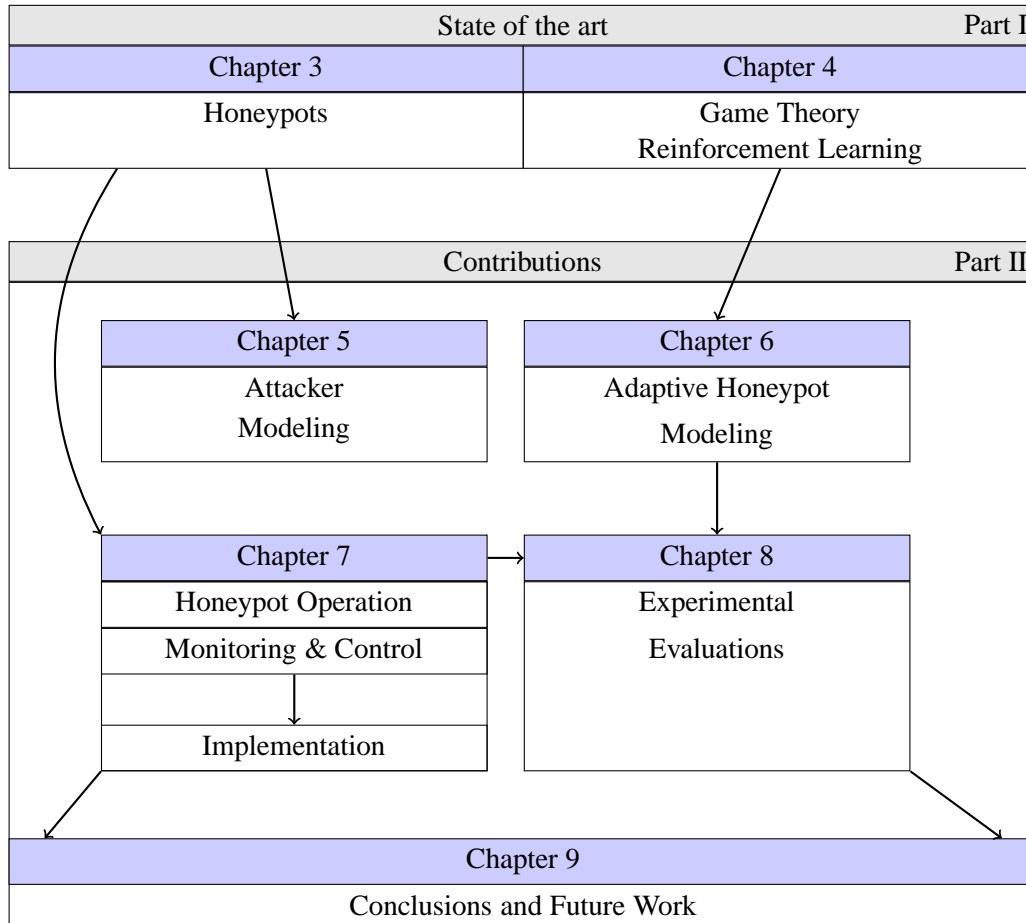 State of the art Part I
Chapter 3 Chapter 4
Honeypots Game Theory
Reinforcement Learning
Contributions Part II
Chapter 5 Chapter 6
Attacker Adaptive Honeypot
Modeling Modeling
Chapter 7 Chapter 8
Honeypot Operation Experimental
Monitoring & Control Evaluations
Implementation
Chapter 9
Conclusions and Future Work